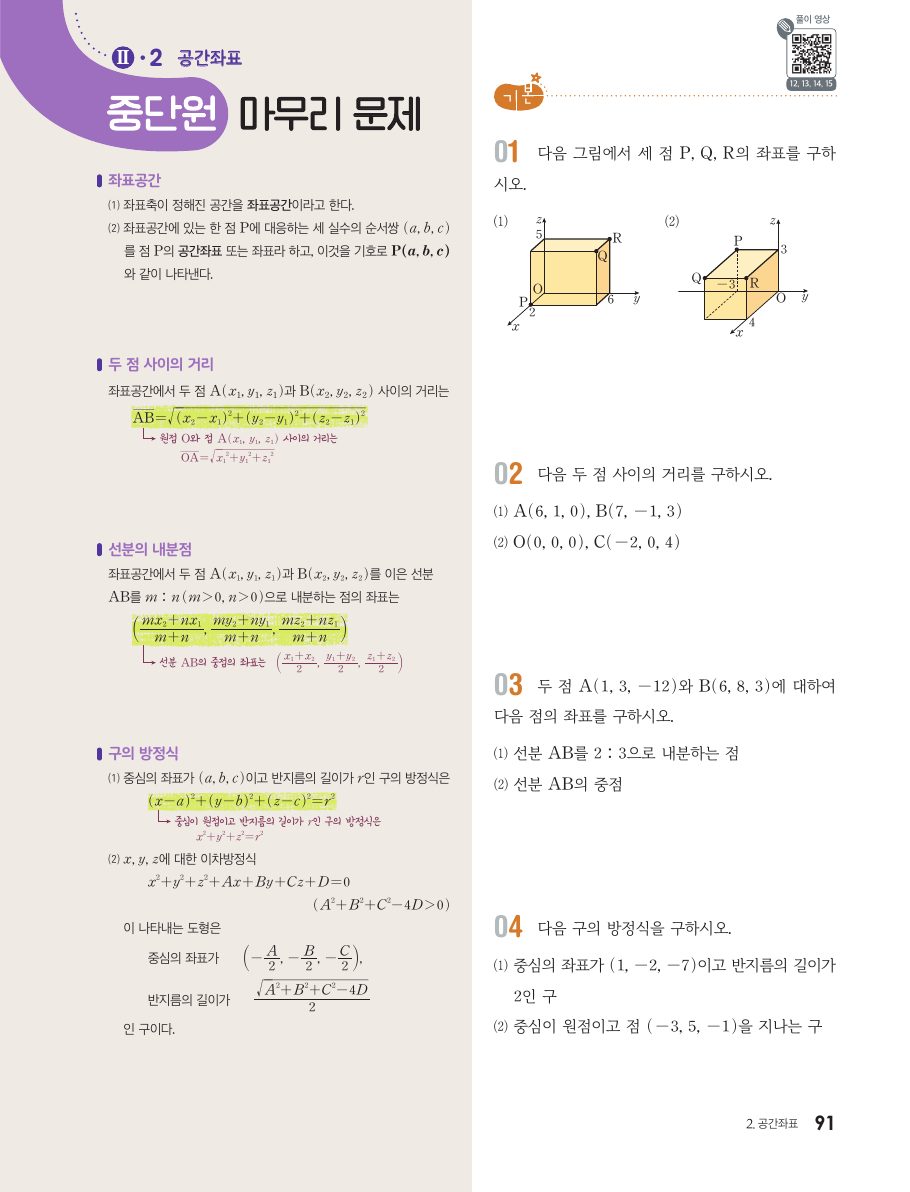 Ⅱ·2 공간좌표
중단원 마무리 문제
좌표공간
⑴ 좌표축이 정해진 공간을 좌표공간이라고 한다.
⑵ 좌표공간에 있는 한 점 P에 대응하는 세 실수의 순서쌍 (a, b, c)
를 점 P의 공간좌표 또는 좌표라 하고, 이것을 기호로 P(a, b, c)
와 같이 나타낸다.
두 점 사이의 거리
좌표공간에서 두 점 A(x₁, y₁, z₁)과 B(x₂, y₂, z₂) 사이의 거리는
A̅B̅=√(x₂−x₁)²+(y₂−y₁)²+(z₂−z₁)²
원점 O와 점 A(x₁, y₁, z₁) 사이의 거리는
O̅A̅=√x₁²+y₁²+z₁²
선분의 내분점
좌표공간에서 두 점 A(x₁, y₁, z₁)과 B(x₂, y₂, z₂)를 이은 선분
AB를 m : n(m>0, n>0)으로 내분하는 점의 좌표는
((mx₂+nx₁)/(m+n), (my₂+ny₁)/(m+n), (mz₂+nz₁)/(m+n))
선분 AB의 중점의 좌표는 ((x₁+x₂)/2, (y₁+y₂)/2, (z₁+z₂)/2)
구의 방정식
⑴ 중심의 좌표가 (a, b, c)이고 반지름의 길이가 r인 구의 방정식은
(x−a)²+(y−b)²+(z−c)²=r²
중심이 원점이고 반지름의 길이가 r인 구의 방정식은
x²+y²+z²=r²
⑵ x, y, z에 대한 이차방정식
x²+y²+z²+Ax+By+Cz+D=0
(A²+B²+C²−4D>0)
이 나타내는 도형은
중심의 좌표가 (−A/2, −B/2, −C/2),
반지름의 길이가 √A²+B²+C²−4D/2
인 구이다.
풀이 영상
12, 13, 14, 15
기본
01 다음 그림에서 세 점 P, Q, R의 좌표를 구하
시오.
⑴ z 5 R Q O P 2 6 y x
⑵ z P 3 Q −3 R O y 4 x
02 다음 두 점 사이의 거리를 구하시오.
⑴ A(6, 1, 0), B(7, −1, 3)
⑵ O(0, 0, 0), C(−2, 0, 4)
03 두 점 A(1, 3, −12)와 B(6, 8, 3)에 대하여
다음 점의 좌표를 구하시오.
⑴ 선분 AB를 2 : 3으로 내분하는 점
⑵ 선분 AB의 중점
04 다음 구의 방정식을 구하시오.
⑴ 중심의 좌표가 (1, −2, −7)이고 반지름의 길이가
2인 구
⑵ 중심이 원점이고 점 (−3, 5, −1)을 지나는 구
2. 공간좌표 91